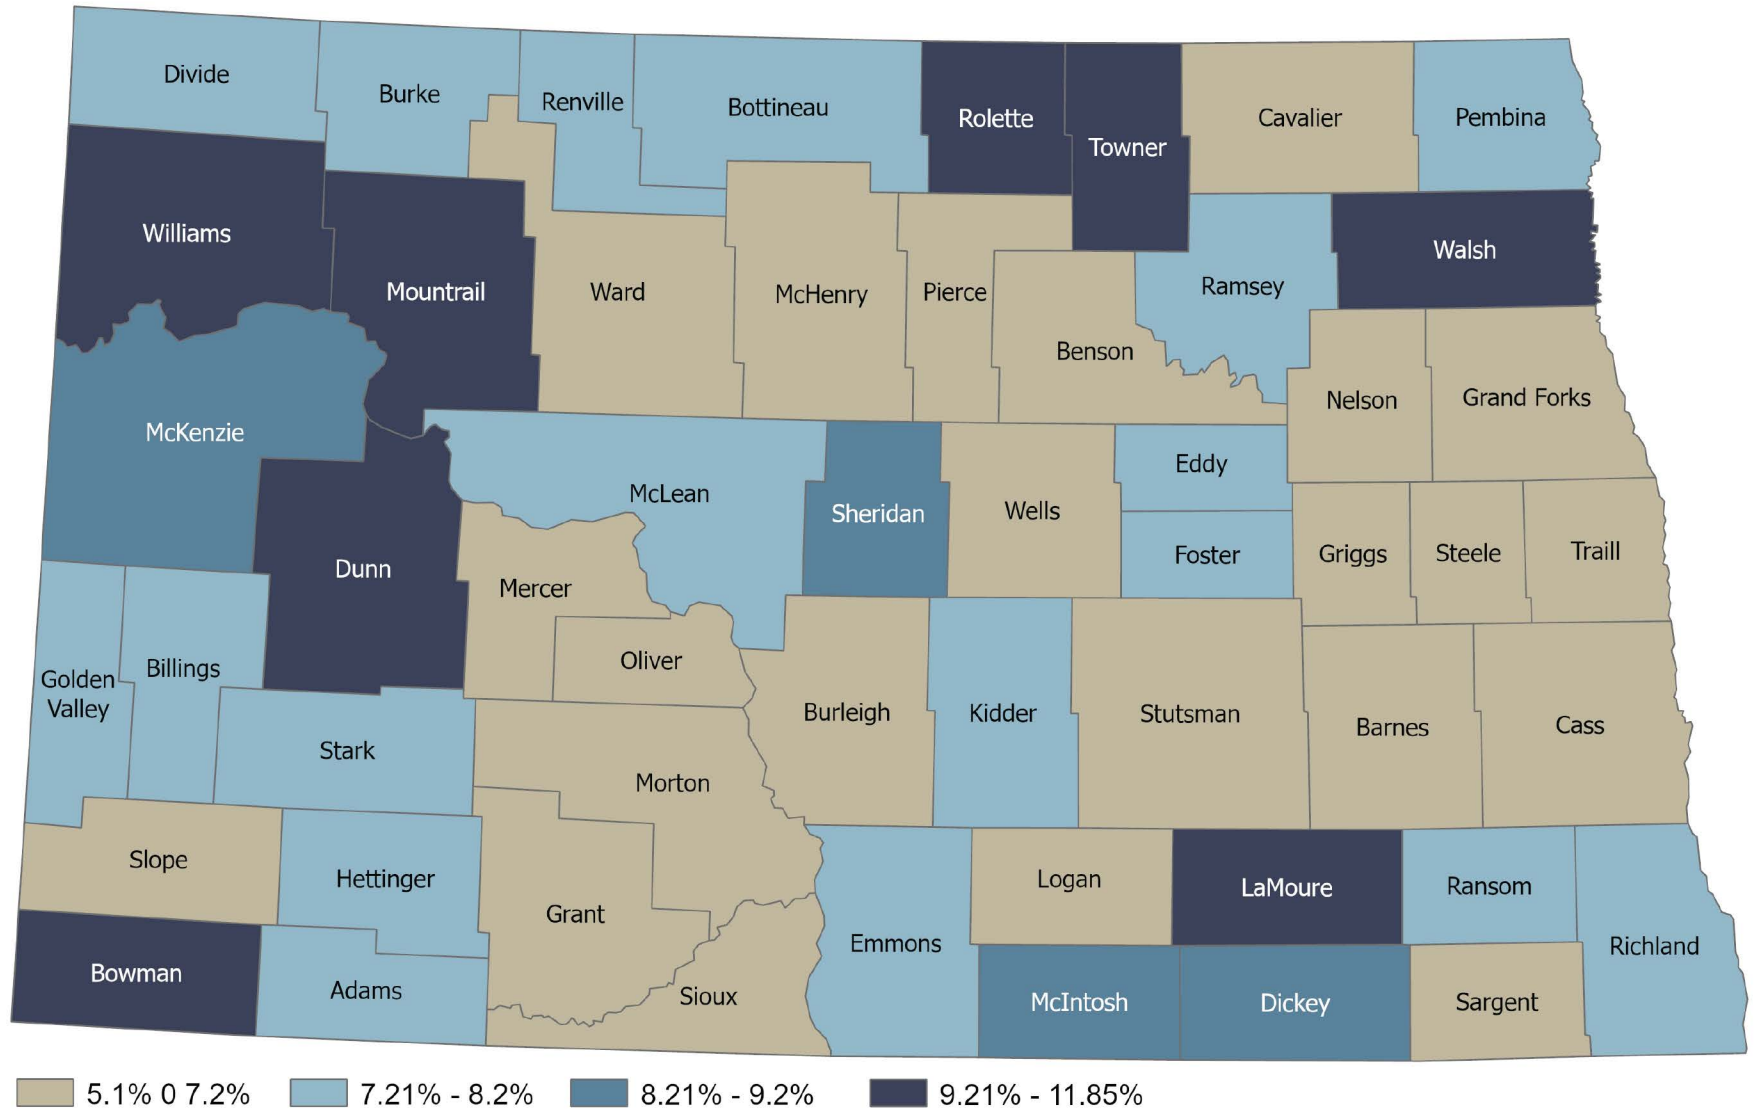 Divide
Burke
Renville
Bottineau
Rolette
Towner
Cavalier
Pembina
Williams
Mountrail
Ward
McHenry
Pierce
Benson
Ramsey
Walsh
McKenzie
Nelson
Grand Forks
McLean
Sheridan
Wells
Eddy
Foster
Griggs
Steele
Traill
Dunn
Mercer
Oliver
Golden
Valley
Billings
Stark
Morton
Burleigh
Kidder
Stutsman
Barnes
Cass
Slope
Hettinger
Grant
Emmons
Logan
LaMoure
Ransom
Richland
Bowman
Adams
Sioux
McIntosh
Dickey
Sargent
5.1% 0 7.2%
7.21% - 8.2%
8.21% - 9.2%
9.21% - 11.85%